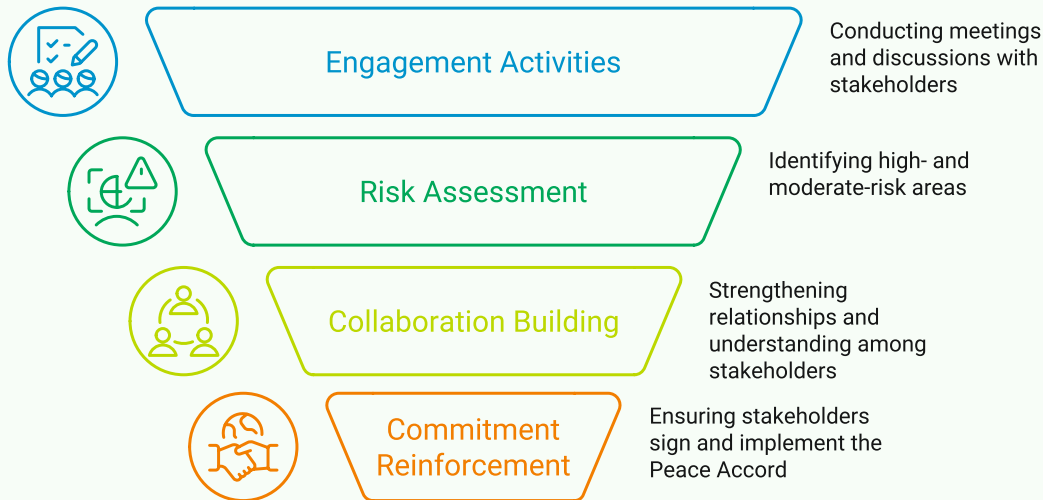 Engagement Activities
Conducting meetings
and discussions with
stakeholders
Risk Assessment
Identifying high- and
moderate-risk areas
Collaboration Building
Strengthening
relationships and
understanding among
stakeholders
Commitment
Reinforcement
Ensuring stakeholders
sign and implement the
Peace Accord